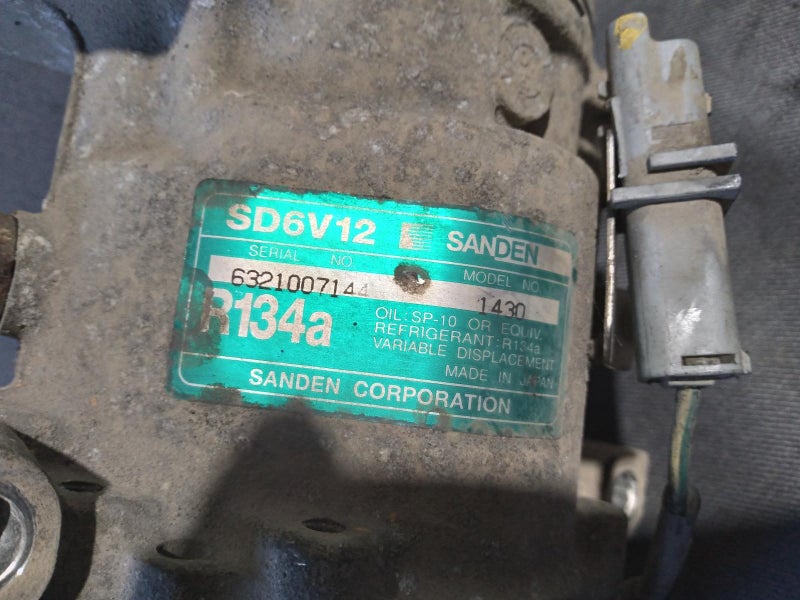 SD6V12 SANDEN
SERIAL NO. MODEL NO.
6321007144 1430
R134a
OIL: SP-10 OR EQUIV.
REFRIGERANT: R134a
VARIABLE DISPLACEMENT
MADE IN JAPAN
SANDEN CORPORATION